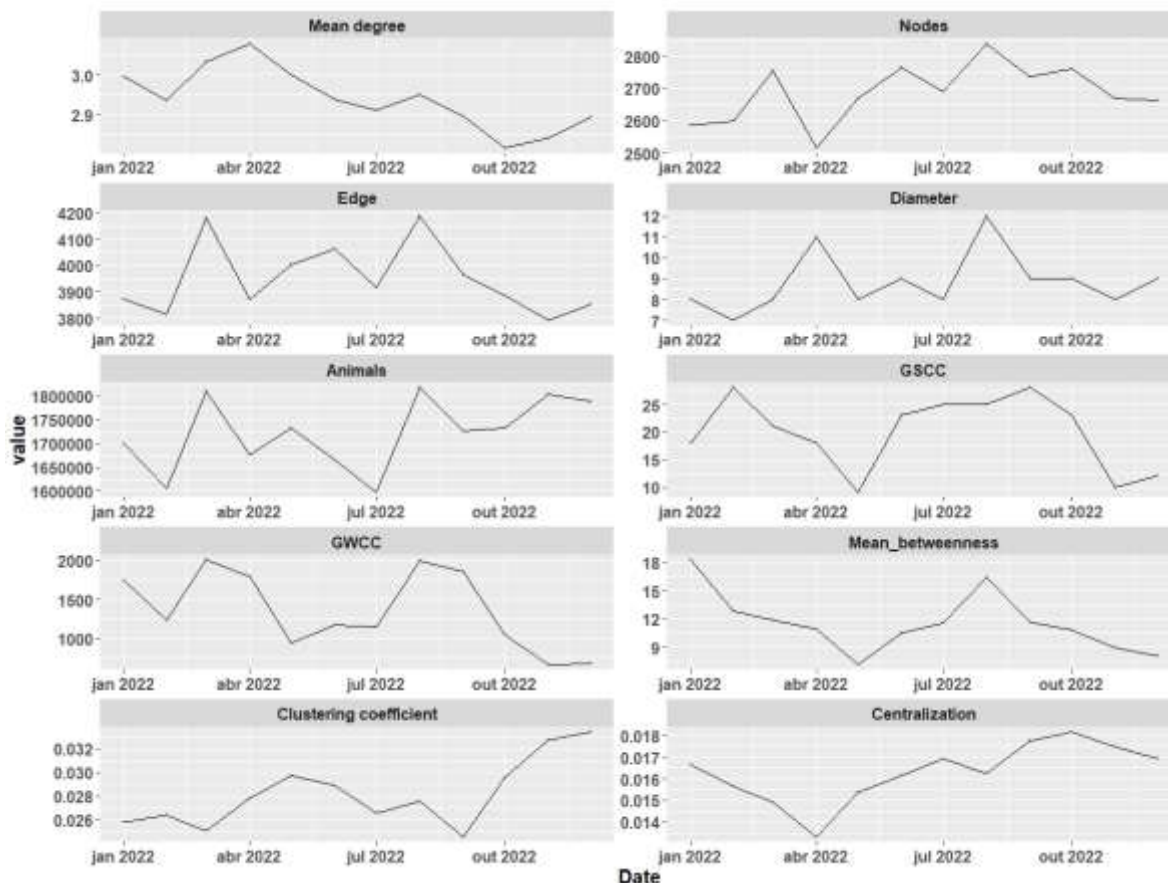 Mean degree
3.0
2.9
jan 2022 abr 2022 jul 2022 out 2022
Nodes
2800
2700
2600
2500
jan 2022 abr 2022 jul 2022 out 2022
Edge
4200
4100
4000
3900
3800
jan 2022 abr 2022 jul 2022 out 2022
Diameter
12
11
10
9
8
7
jan 2022 abr 2022 jul 2022 out 2022
value
Animals
1800000
1750000
1700000
1650000
1600000
jan 2022 abr 2022 jul 2022 out 2022
GSCC
25
20
15
10
jan 2022 abr 2022 jul 2022 out 2022
GWCC
2000
1500
1000
jan 2022 abr 2022 jul 2022 out 2022
Mean_betweenness
18
15
12
9
jan 2022 abr 2022 jul 2022 out 2022
Clustering coefficient
0.032
0.030
0.028
0.026
jan 2022 abr 2022 jul 2022 out 2022
Centralization
0.018
0.017
0.016
0.015
0.014
jan 2022 abr 2022 jul 2022 out 2022
Date